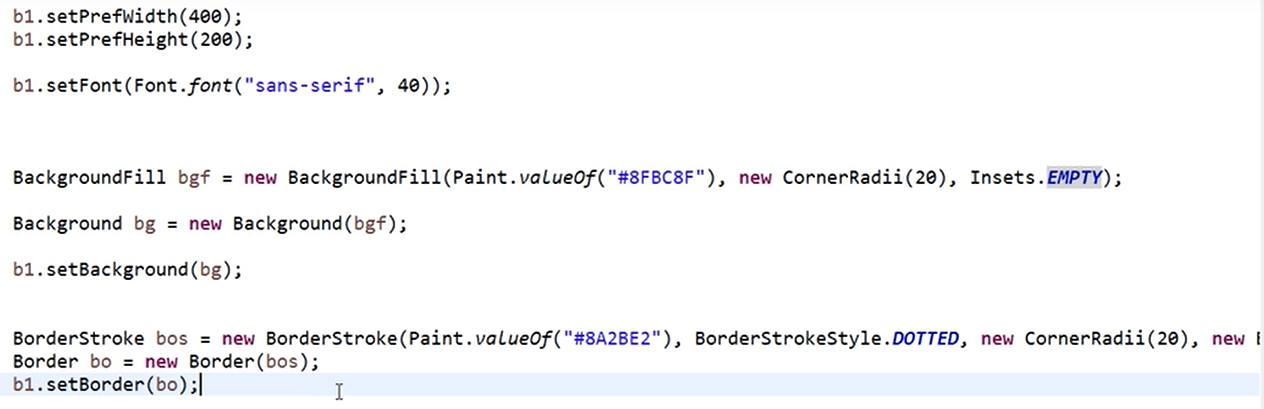 b1.setPrefWidth(400);
b1.setPrefHeight(200);
b1.setFont(Font.font("sans-serif", 40));
BackgroundFill bgf = new BackgroundFill(Paint.valueOf("#8FBC8F"), new CornerRadii(20), Insets.EMPTY);
Background bg = new Background(bgf);
b1.setBackground(bg);
BorderStroke bos = new BorderStroke(Paint.valueOf("#8A2BE2"), BorderStrokeStyle.DOTTED, new CornerRadii(20), new
Border bo = new Border(bos);
b1.setBorder(bo);